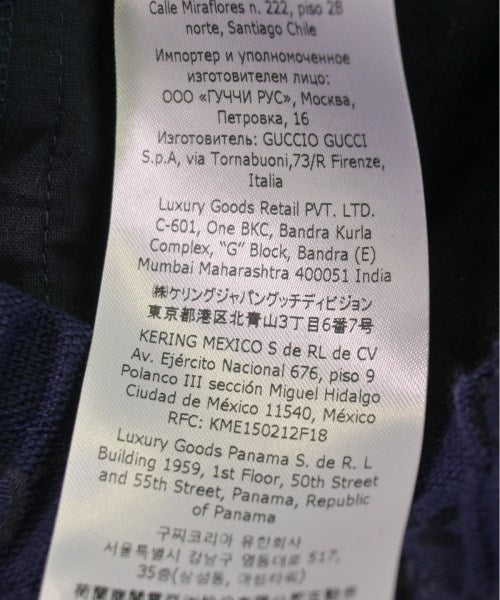 Calle Miraflores n. 222, piso 28
norte, Santiago Chile
Импортер и уполномоченное
изготовителем лицо:
ООО «ГУЧЧИ РУС», Москва,
Петровка, 16
Изготовитель: GUCCIO GUCCI
S.p.A, via Tornabuoni,73/R Firenze,
Italia
Luxury Goods Retail PVT. LTD.
C-601, One BKC, Bandra Kurla
Complex, "G" Block, Bandra (E)
Mumbai Maharashtra 400051 India
㈱ケリングジャパングッチディビジョン
東京都港区北青山3丁目6番7号
KERING MEXICO S de RL de CV
Av. Ejército Nacional 676, piso 9
Polanco III sección Miguel Hidalgo
Ciudad de México 11540, México
RFC: KME150212F18
Luxury Goods Panama S. de R. L
Building 1959, 1st Floor, 50th Street
and 55th Street, Panama, Republic
of Panama
구찌코리아 유한회사
서울특별시 강남구 영동대로 517,
35층(삼성동, 아셈타워)